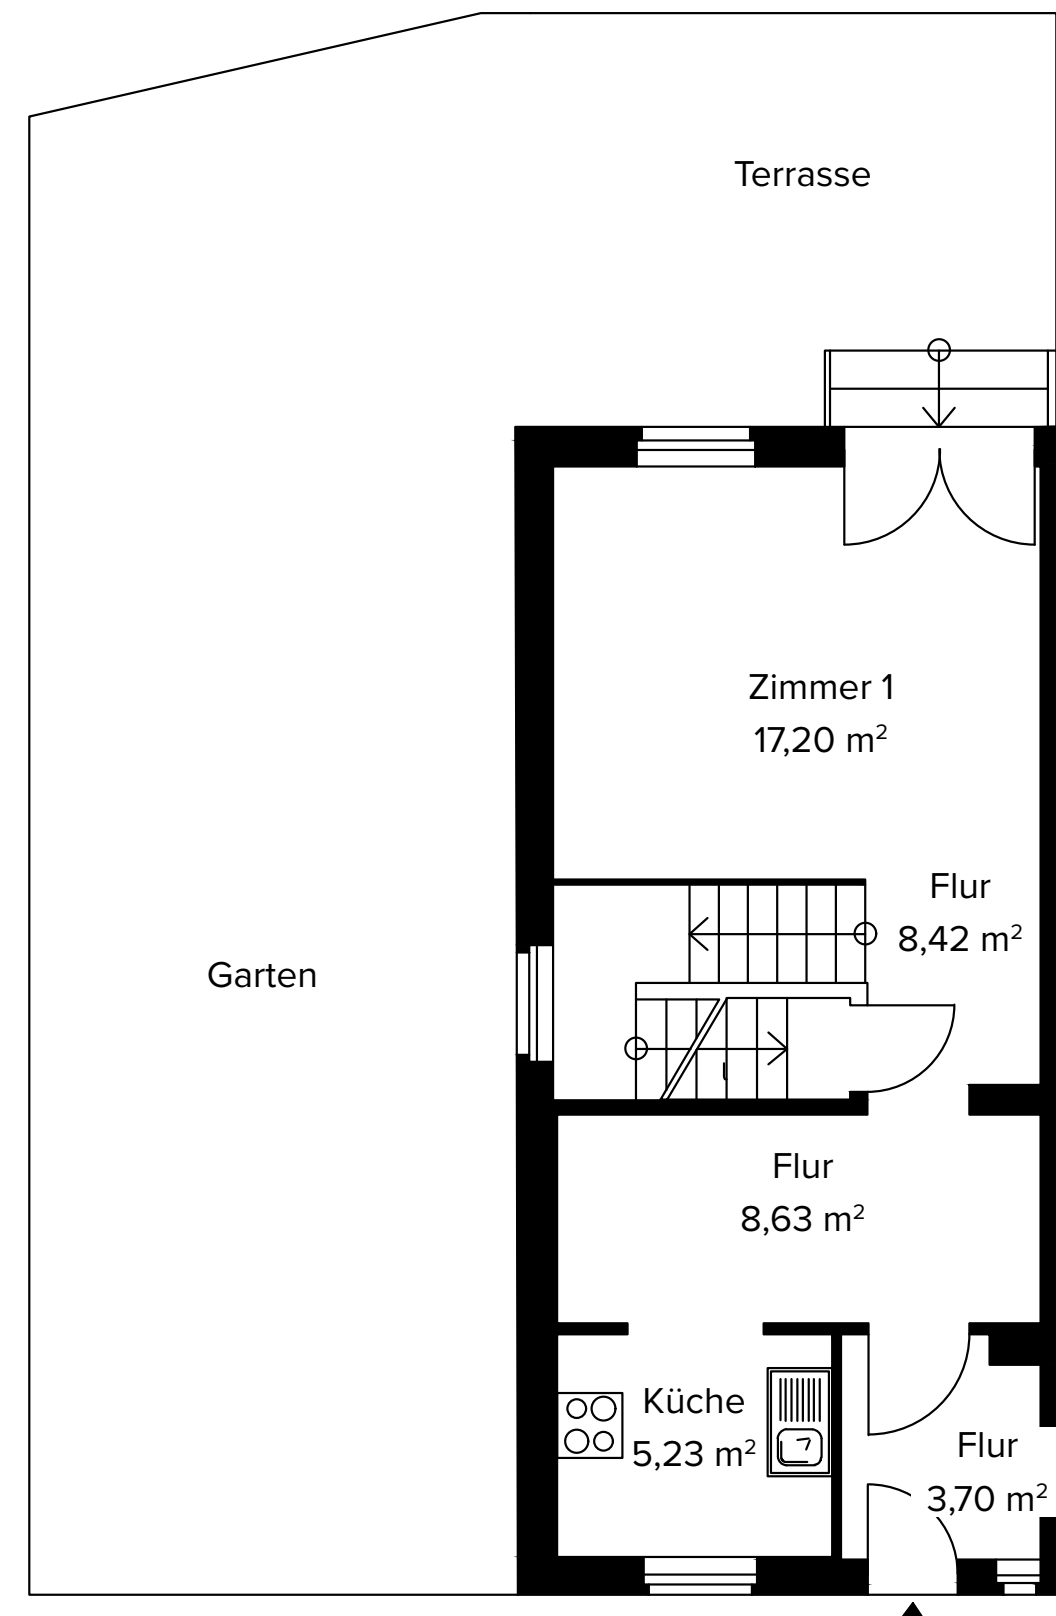 Terrasse
Zimmer 1
17,20 m²
Flur
8,42 m²
Garten
Flur
8,63 m²
Küche
5,23 m²
Flur
3,70 m²